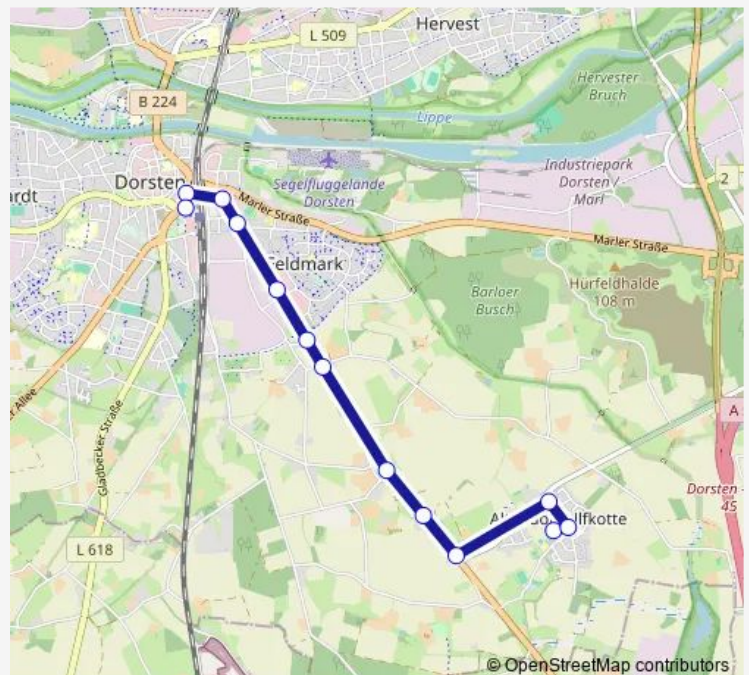 Hervest
L 509
Hervester
Bruch
B 224
Lippe
Industriepark
Dorsten /
Marl
2
Dorsten
ardt
Segelfluggelände
Dorsten
Marler Straße
Marler Straße
Feldmark
Hürfeldhalde
108 m
Barloer
Busch
er Allee
Gladbecker Straße
A
Dorsten -
45
lfkotte
L 618
© OpenStreetMap contributors